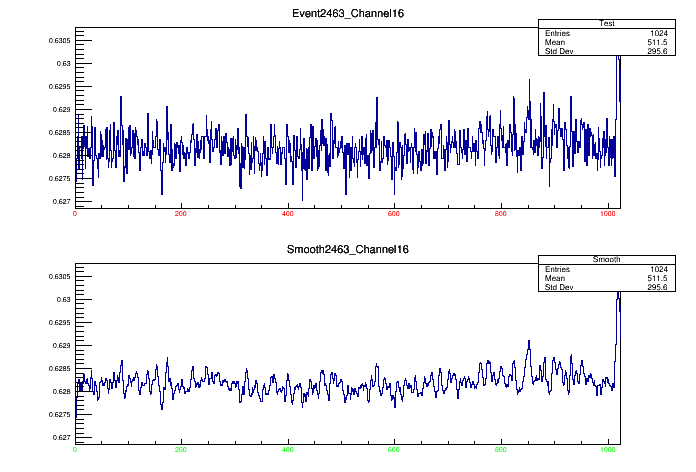 Event2463_Channel16
Test
Entries 1024
Mean 511.5
Std Dev 295.6
0.6305
0.63
0.6295
0.629
0.6285
0.628
0.6275
0.627
0 200 400 600 800 1000
Smooth2463_Channel16
Smooth
Entries 1024
Mean 511.5
Std Dev 295.6
0.6305
0.63
0.6295
0.629
0.6285
0.628
0.6275
0.627
0 200 400 600 800 1000